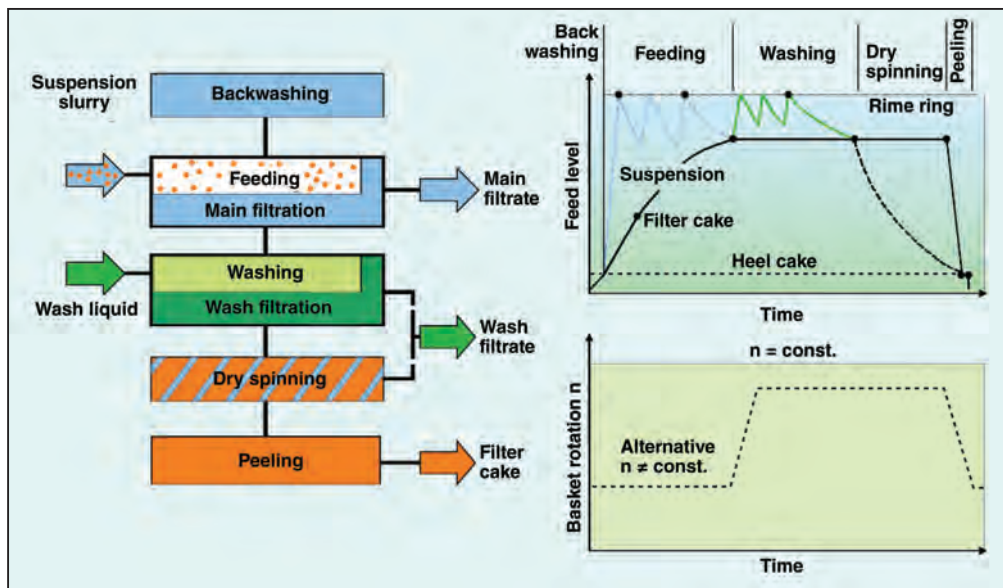 Suspension
slurry
Backwashing
Feeding
Main filtration
Main
filtrate
Washing
Wash filtration
Wash liquid
Wash
filtrate
Dry spinning
Peeling
Filter
cake
Back
washing
Feeding
Washing
Dry
spinning
Peeling
Rime ring
Suspension
Filter cake
Heel cake
Feed level
Time
n = const.
Alternative
n ≠ const.
Basket rotation n
Time